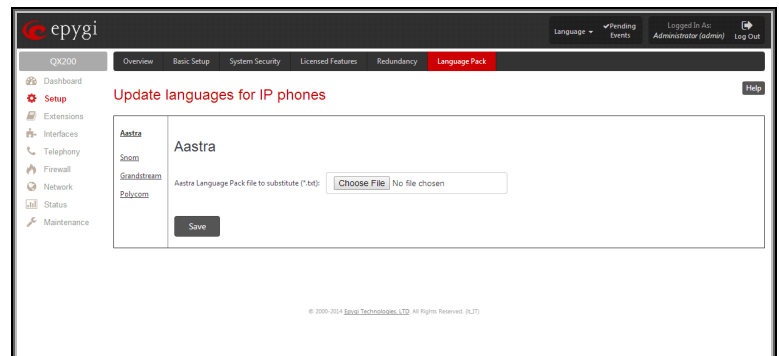 epygi
Language
✔Pending Events
Logged In As:
Administrator (admin)
Log Out
QX200
Overview Basic Setup System Security Licensed Features Redundancy Language Pack
Dashboard
Setup
Extensions
Interfaces
Telephony
Firewall
Network
Status
Maintenance
Update languages for IP phones
Help
Aastra
Snom
Grandstream
Polycom
Aastra
Aastra Language Pack file to substitute (*.txt): Choose File No file chosen
Save
© 2000-2014 Epygi Technologies, LTD. All Rights Reserved. (it_IT)